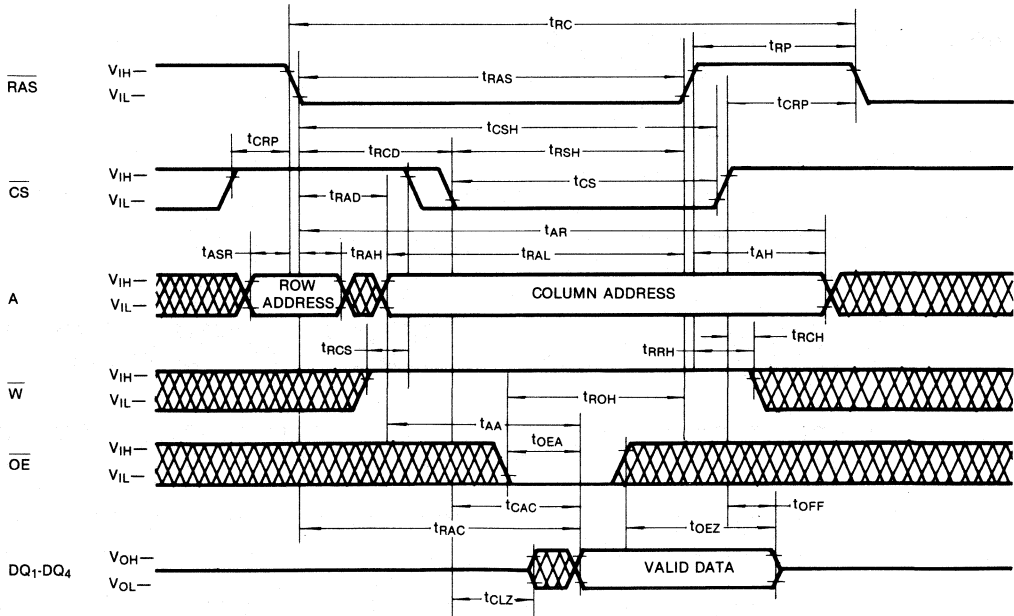 tRC
tRP
RAS
VIH—
VIL—
tRAS
tCRP
tCSH
tCRP
tRCD
tRSH
CS
VIH—
VIL—
tCS
tRAD
tAR
tASR
tRAH
tRAL
tAH
A
VIH—
VIL—
ROW
ADDRESS
COLUMN ADDRESS
tRCS
tRRH
tRCH
W
VIH—
VIL—
tROH
tAA
tOEA
OE
VIH—
VIL—
tCAC
tOFF
tRAC
tOEZ
DQ1-DQ4
VOH—
VOL—
VALID DATA
tCLZ